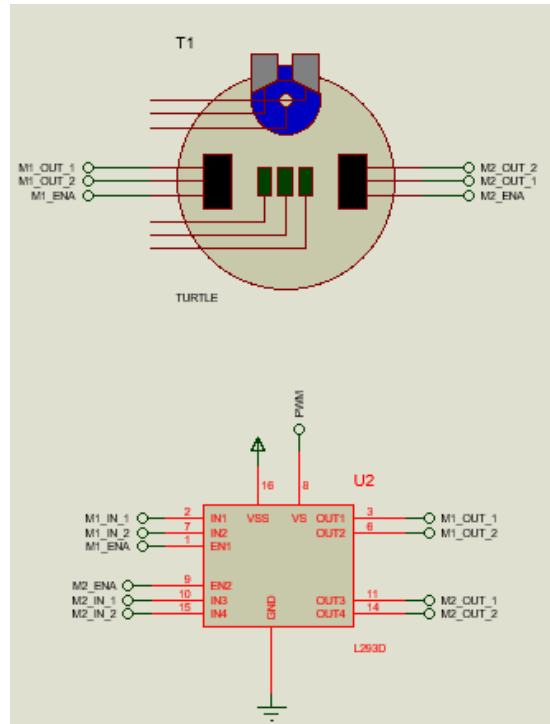 T1
M1_OUT_1 M2_OUT_2
M1_OUT_2 M2_OUT_1
M1_ENA M2_ENA
TURTLE
PWM
U2
16 8
M1_IN_1 2 IN1 VSS VS OUT1 3 M1_OUT_1
M1_IN_2 7 IN2 OUT2 6 M1_OUT_2
M1_ENA 1 EN1
M2_ENA 9 EN2
M2_IN_1 10 IN3 OUT3 11 M2_OUT_1
M2_IN_2 15 IN4 GND OUT4 14 M2_OUT_2
L293D